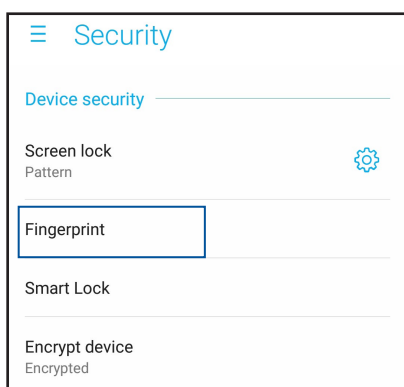 Security
Device security
Screen lock
Pattern
Fingerprint
Smart Lock
Encrypt device
Encrypted